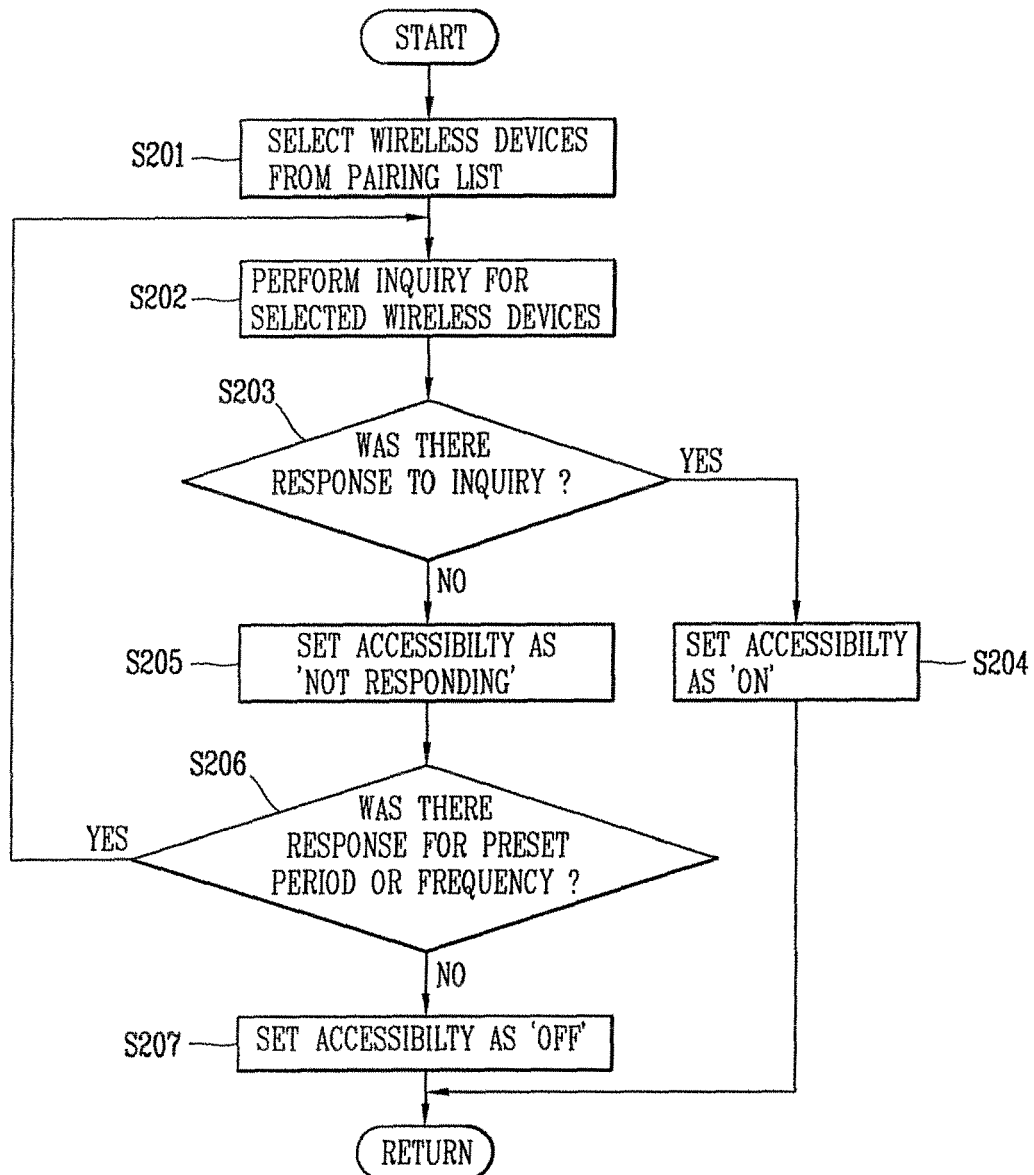 START
S201
SELECT WIRELESS DEVICES
FROM PAIRING LIST
S202
PERFORM INQUIRY FOR
SELECTED WIRELESS DEVICES
S203
WAS THERE
RESPONSE TO INQUIRY ?
YES
NO
S205
SET ACCESSIBILTY AS
'NOT RESPONDING'
SET ACCESSIBILTY
AS 'ON'
S204
S206
WAS THERE
RESPONSE FOR PRESET
PERIOD OR FREQUENCY ?
YES
NO
S207
SET ACCESSIBILTY AS 'OFF'
RETURN